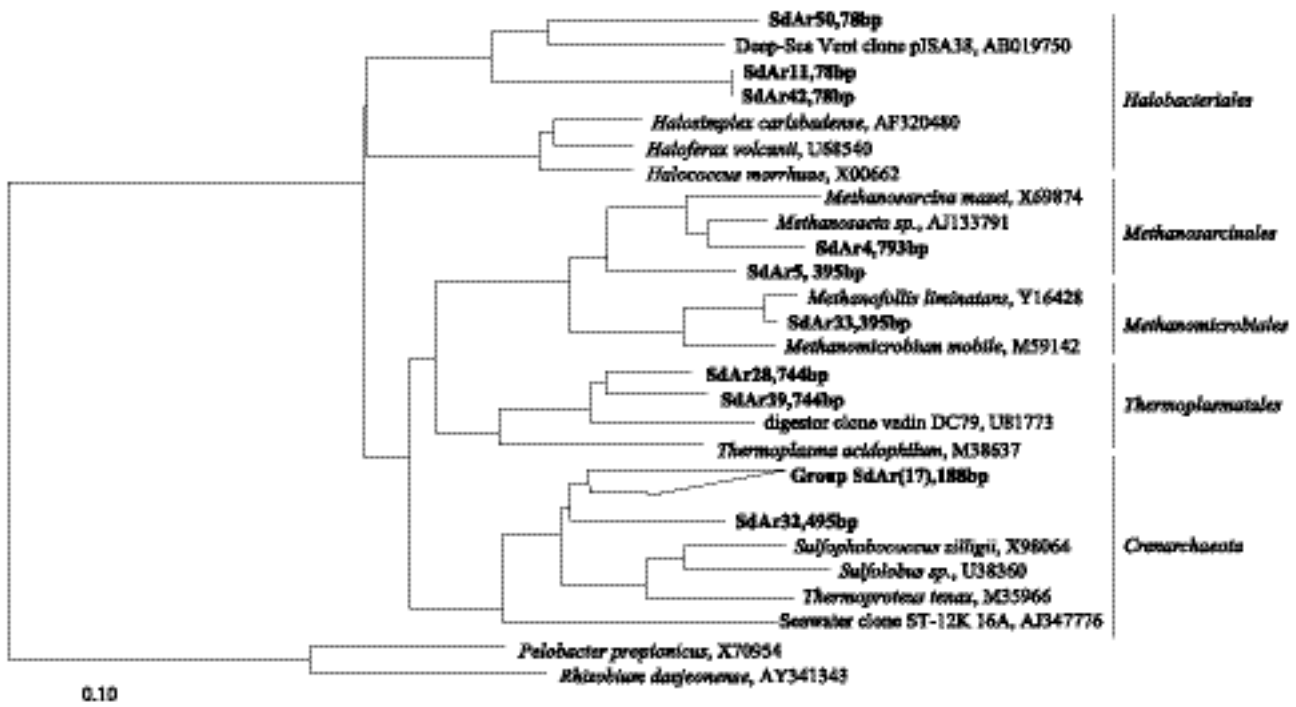 SdAr50,78bp
Deep-Sea Vent clone pISA38, AB019750
SdAr11,78bp
SdAr42,78bp
Halobacteriales
Halosimplex carlsbadense, AF320480
Haloferax volcanii, U68540
Halococcus morrhuae, X00662
Methanosarcina mazei, X69874
Methanosaeta sp., AJ133791
Methanosarcinales
SdAr4,793bp
SdAr5, 395bp
Methanofollis liminatans, Y16428
SdAr33,395bp
Methanomicrobiales
Methanomicrobium mobile, M59142
SdAr28,744bp
SdAr39,744bp
Thermoplasmatales
digestor clone vadin DC79, U81773
Thermoplasma acidophilum, M38637
Group SdAr(17),188bp
SdAr32,495bp
Sulfophobococcus zilligii, X98064
Crenarchaeota
Sulfolobus sp., U38360
Thermoproteus tenax, M35966
Seawater clone ST-12K 16A, AJ347776
Pelobacter propionicus, X70954
Rhizobium daejeonense, AY341343
0.10